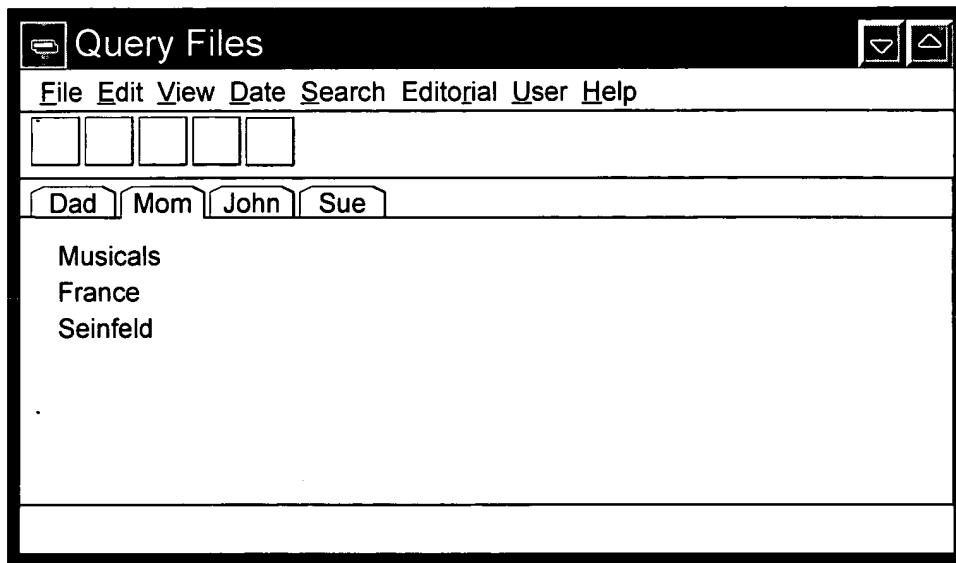 Query Files
File Edit View Date Search Editorial User Help
Dad Mom John Sue
Musicals
France
Seinfeld